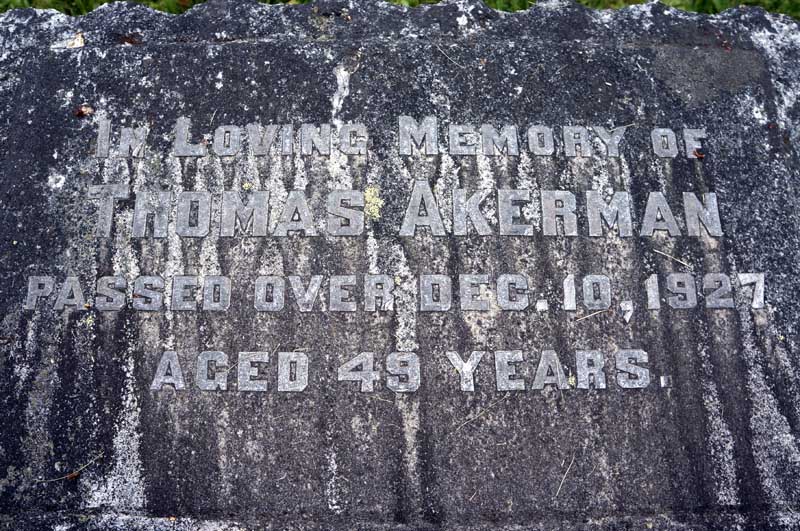 In Loving Memory of
Thomas Akerman
Passed over Dec. 10, 1927
Aged 49 Years.